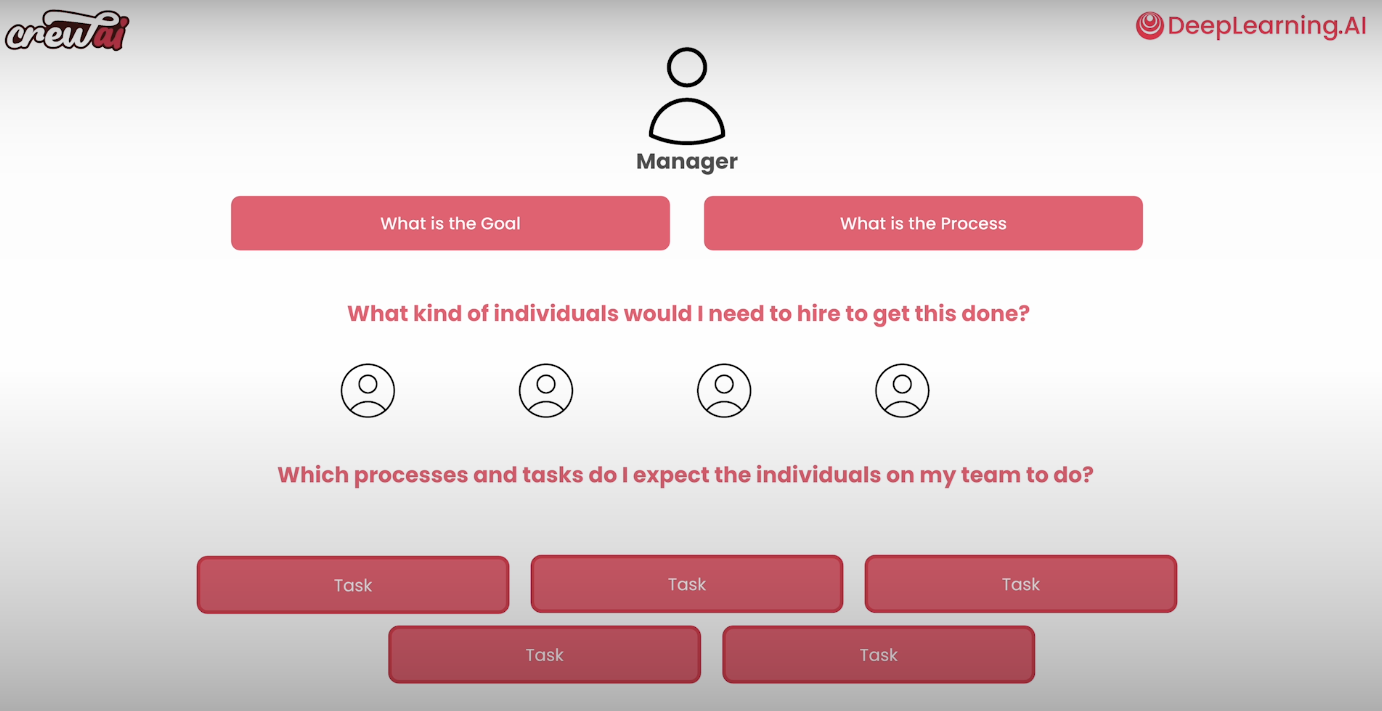 crewai
DeepLearning.AI
Manager
What is the Goal
What is the Process
What kind of individuals would I need to hire to get this done?
Which processes and tasks do I expect the individuals on my team to do?
Task
Task
Task
Task
Task